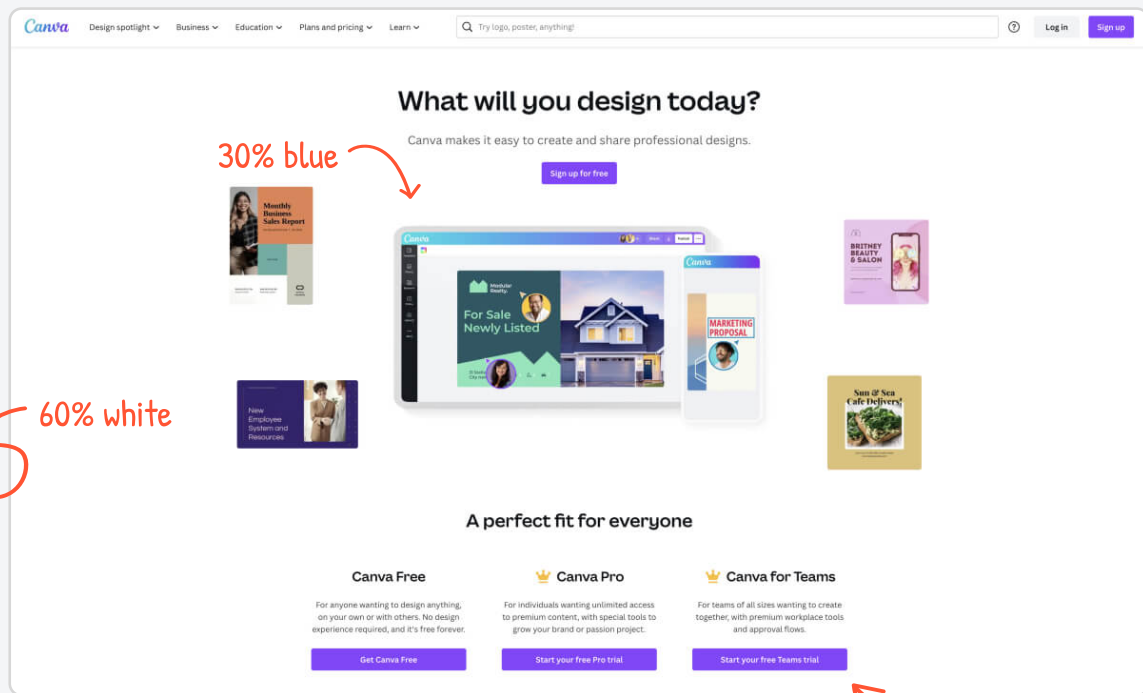 Canva
Design spotlight
Business
Education
Plans and pricing
Learn
Try logo, poster, anything!
Log in
Sign up
What will you design today?
Canva makes it easy to create and share professional designs.
Sign up for free
30% blue
Monthly
Business
Sales Report
Canva
Canva
Modular
Realty.
For Sale
Newly Listed
MARKETING
PROPOSAL
BRITNEY
BEAUTY
& SALON
60% white
New
Employee
System and
Resources
Sun & Sea
Cafe Delivers!
A perfect fit for everyone
Canva Free
For anyone wanting to design anything,
on your own or with others. No design
experience required, and it's free forever.
Get Canva Free
Canva Pro
For individuals wanting unlimited access
to premium content, with special tools to
grow your brand or passion project.
Start your free Pro trial
Canva for Teams
For teams of all sizes wanting to create
together, with premium workplace tools
and approval flows.
Start your free Teams trial